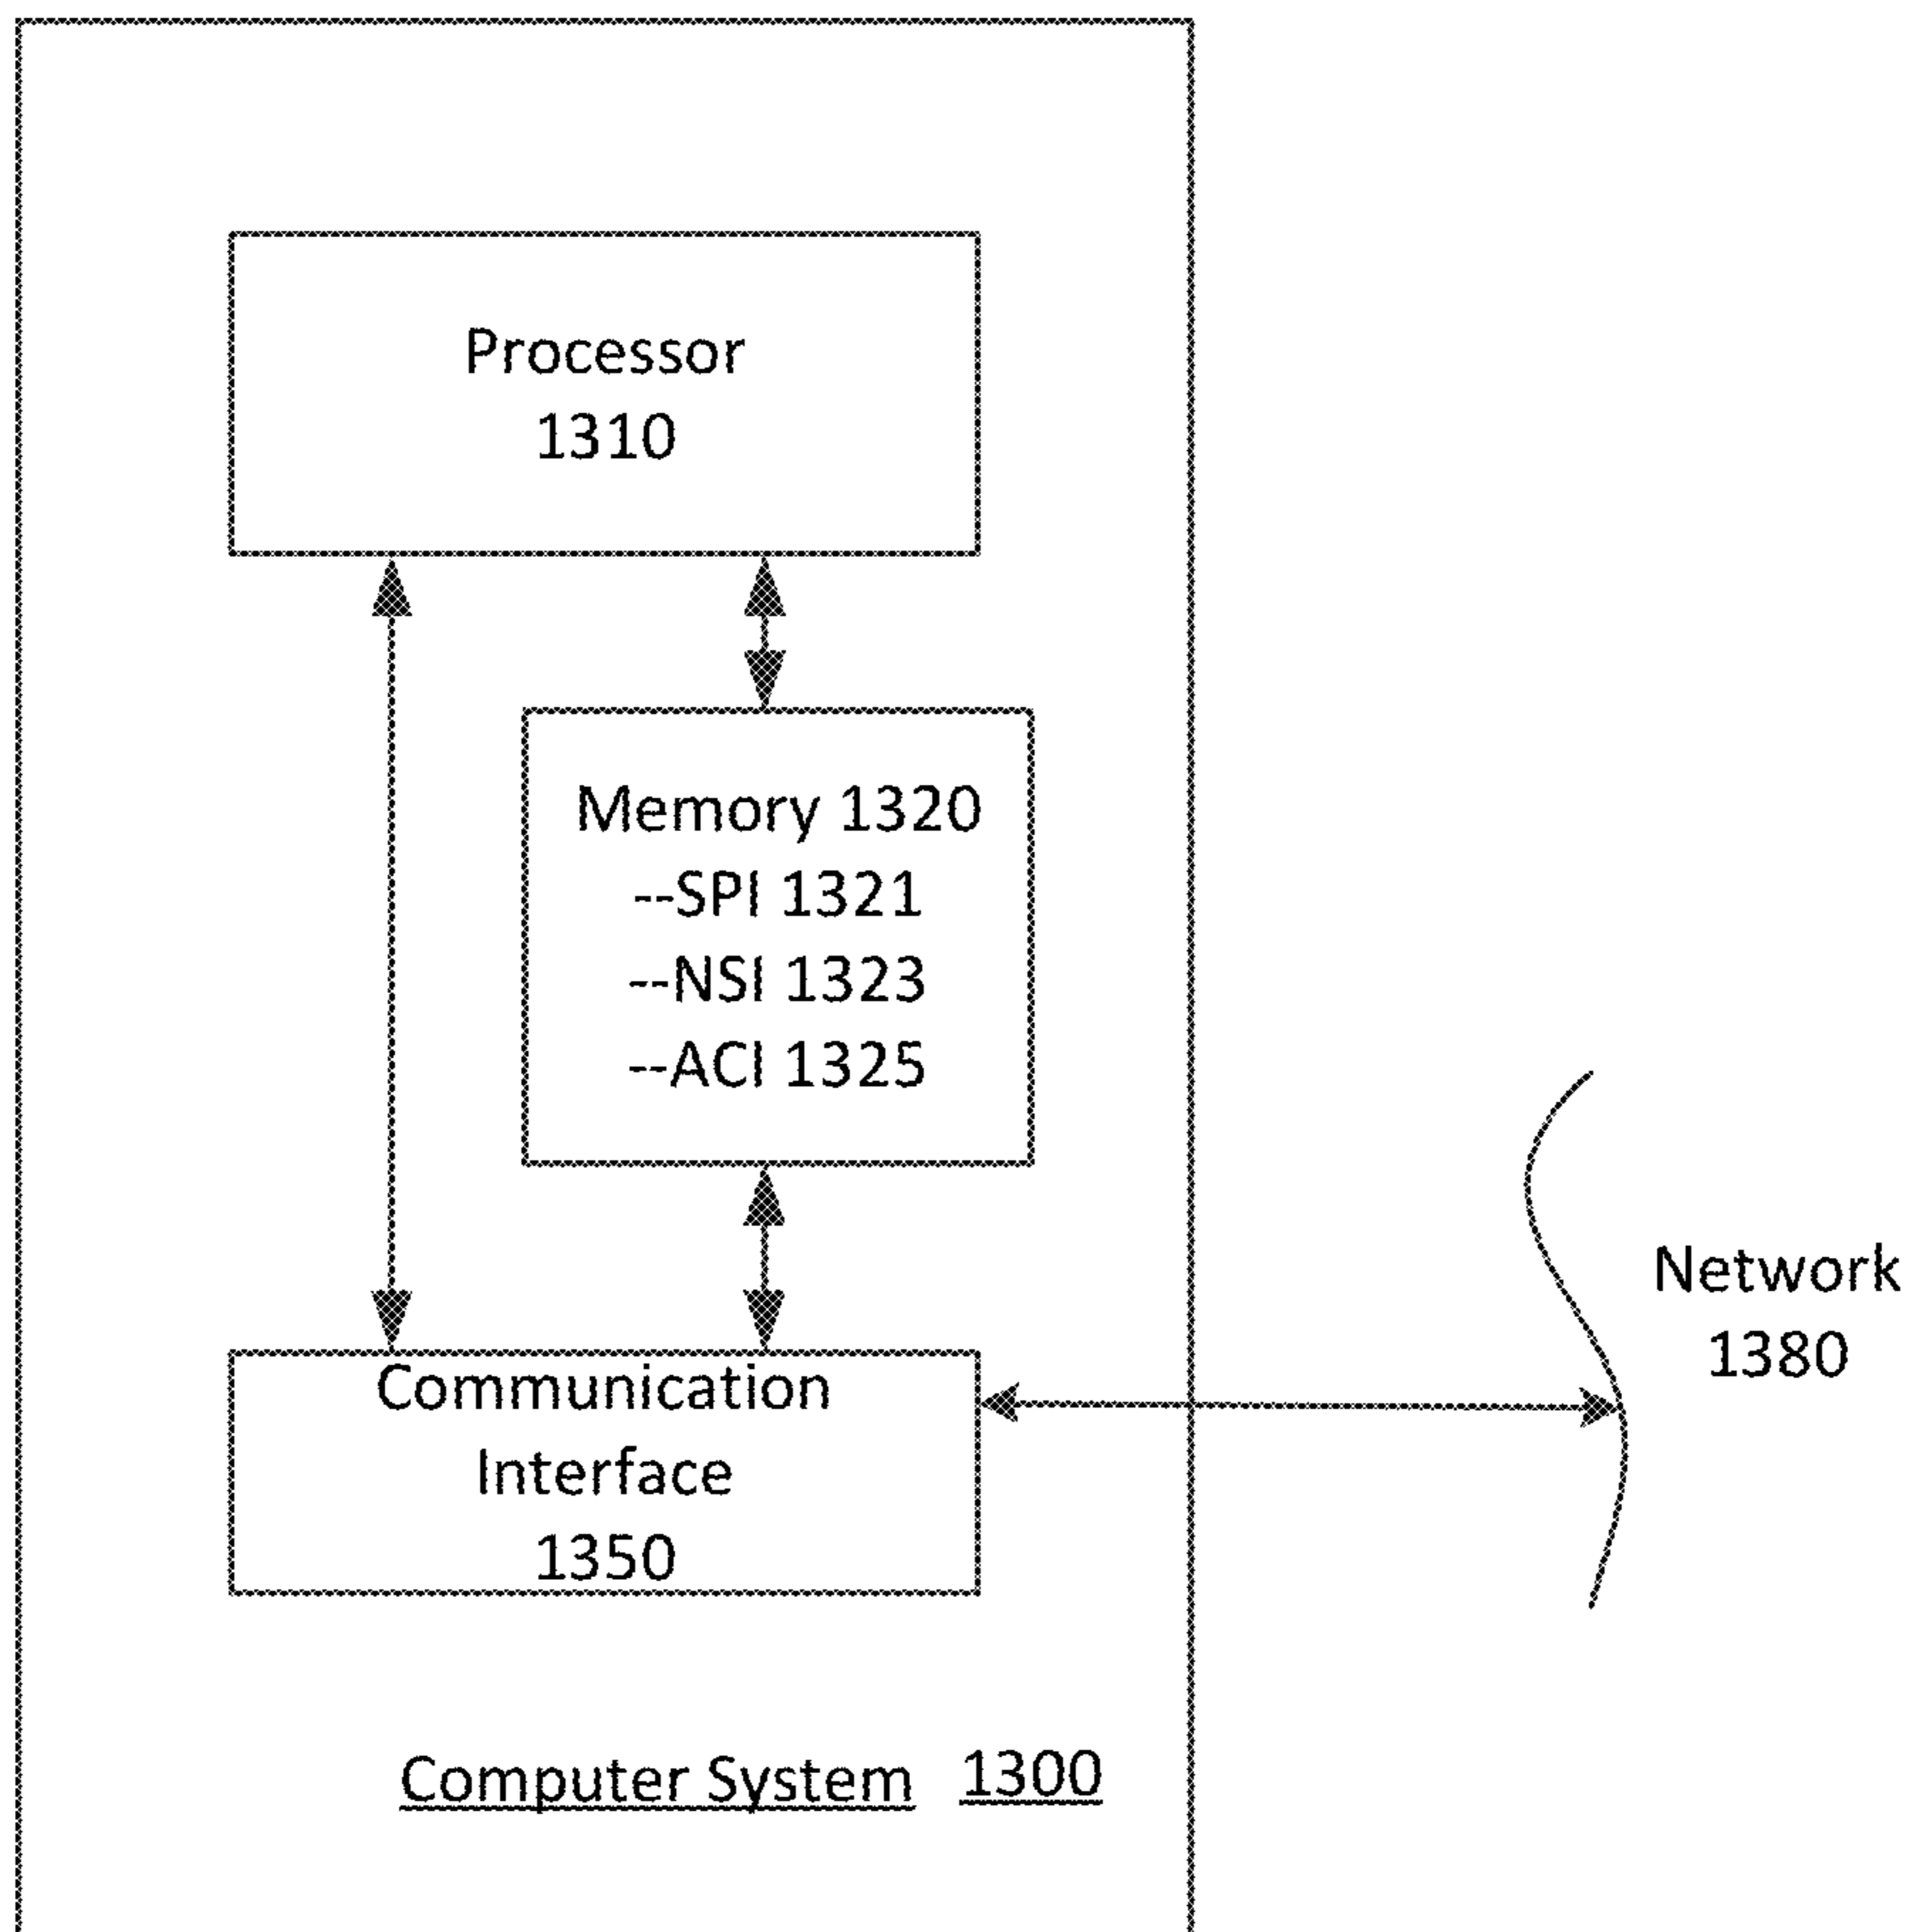 Processor
1310
Memory 1320
--SPI 1321
--NSI 1323
--ACI 1325
Network
1380
Communication
Interface
1350
Computer System 1300